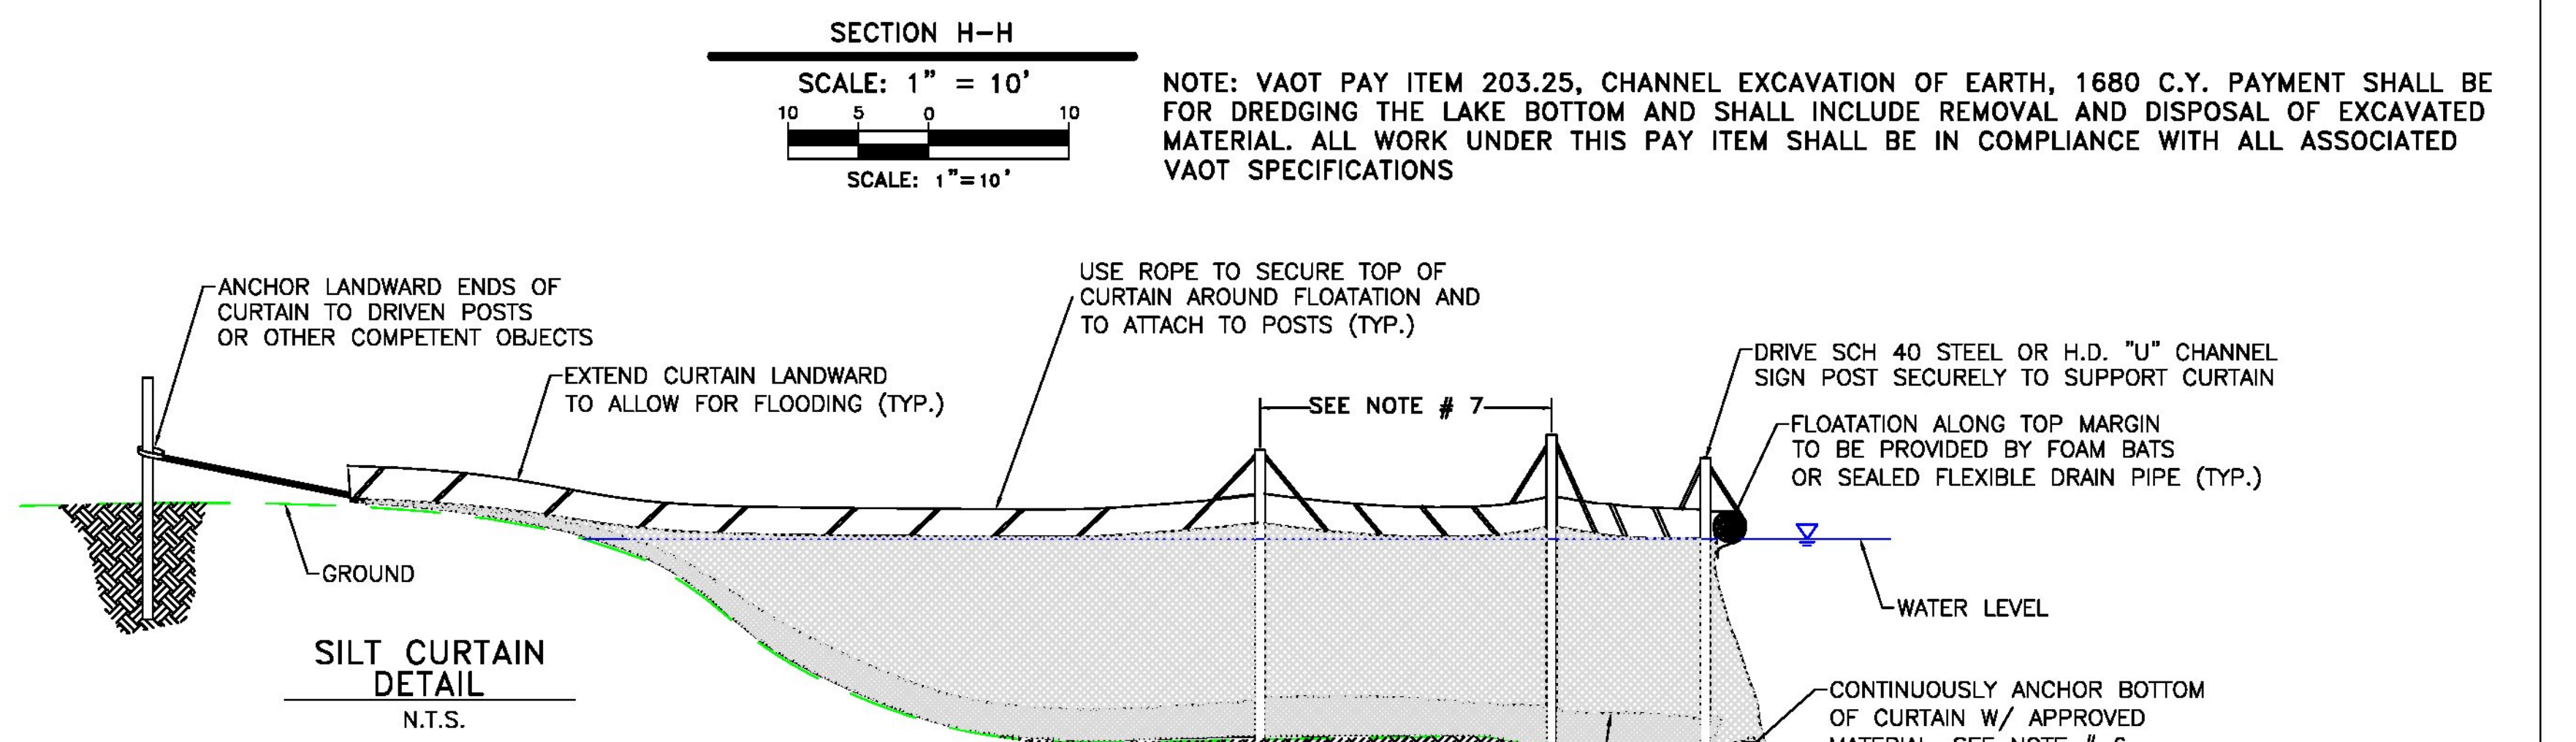 SECTION H-H
SCALE: 1" = 10'
10 5 0 10
SCALE: 1"=10'
NOTE: VAOT PAY ITEM 203.25, CHANNEL EXCAVATION OF EARTH, 1680 C.Y. PAYMENT SHALL BE
FOR DREDGING THE LAKE BOTTOM AND SHALL INCLUDE REMOVAL AND DISPOSAL OF EXCAVATED
MATERIAL. ALL WORK UNDER THIS PAY ITEM SHALL BE IN COMPLIANCE WITH ALL ASSOCIATED
VAOT SPECIFICATIONS
ANCHOR LANDWARD ENDS OF
CURTAIN TO DRIVEN POSTS
OR OTHER COMPETENT OBJECTS
EXTEND CURTAIN LANDWARD
TO ALLOW FOR FLOODING (TYP.)
USE ROPE TO SECURE TOP OF
CURTAIN AROUND FLOATATION AND
TO ATTACH TO POSTS (TYP.)
SEE NOTE # 7
DRIVE SCH 40 STEEL OR H.D. "U" CHANNEL
SIGN POST SECURELY TO SUPPORT CURTAIN
FLOATATION ALONG TOP MARGIN
TO BE PROVIDED BY FOAM BATS
OR SEALED FLEXIBLE DRAIN PIPE (TYP.)
GROUND
WATER LEVEL
SILT CURTAIN
DETAIL
N.T.S.
CONTINUOUSLY ANCHOR BOTTOM
OF CURTAIN W/ APPROVED
MATERIAL SEE NOTE #